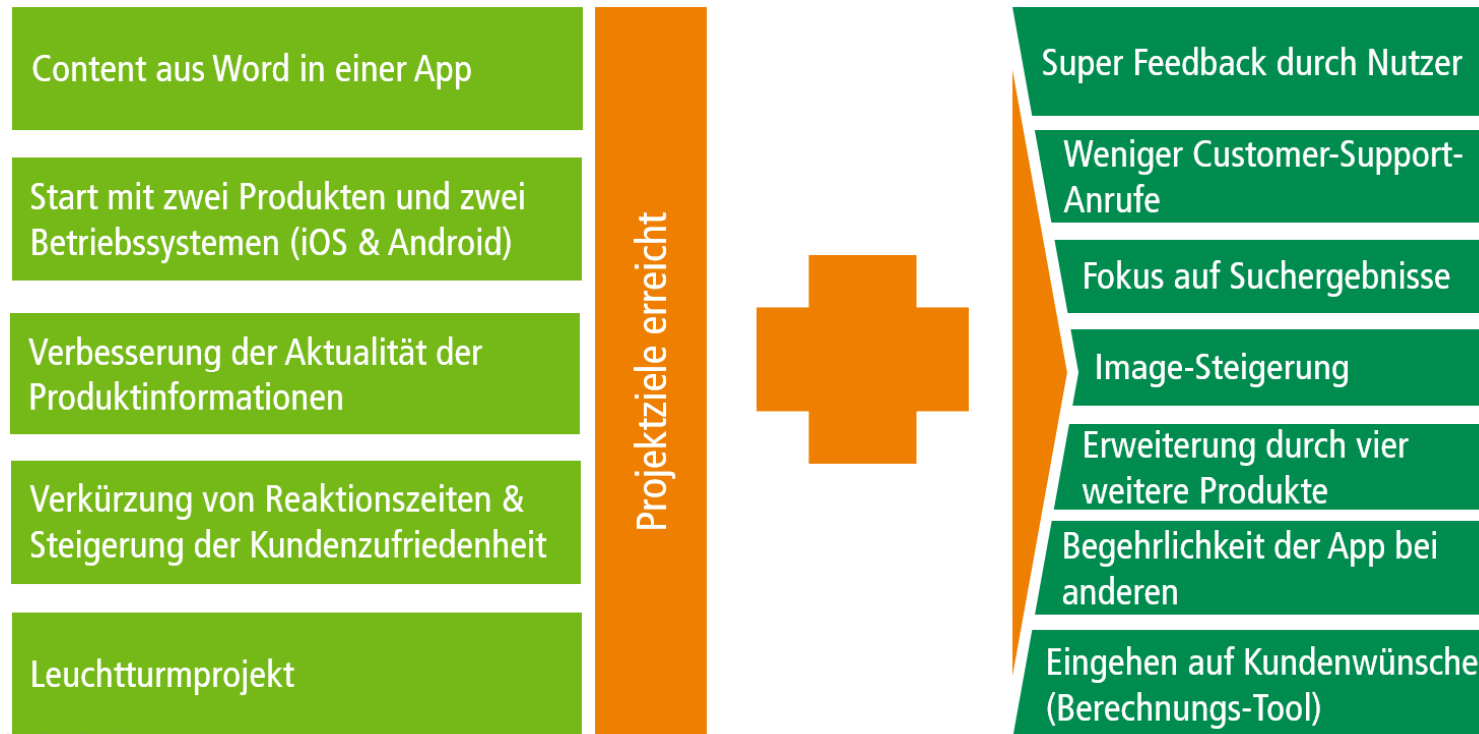 Content aus Word in einer App
Start mit zwei Produkten und zwei
Betriebssystemen (iOS & Android)
Verbesserung der Aktualität der
Produktinformationen
Verkürzung von Reaktionszeiten &
Steigerung der Kundenzufriedenheit
Leuchtturmprojekt
Projektziele erreicht
Super Feedback durch Nutzer
Weniger Customer-Support-
Anrufe
Fokus auf Suchergebnisse
Image-Steigerung
Erweiterung durch vier
weitere Produkte
Begehrlichkeit der App bei
anderen
Eingehen auf Kundenwünsche
(Berechnungs-Tool)